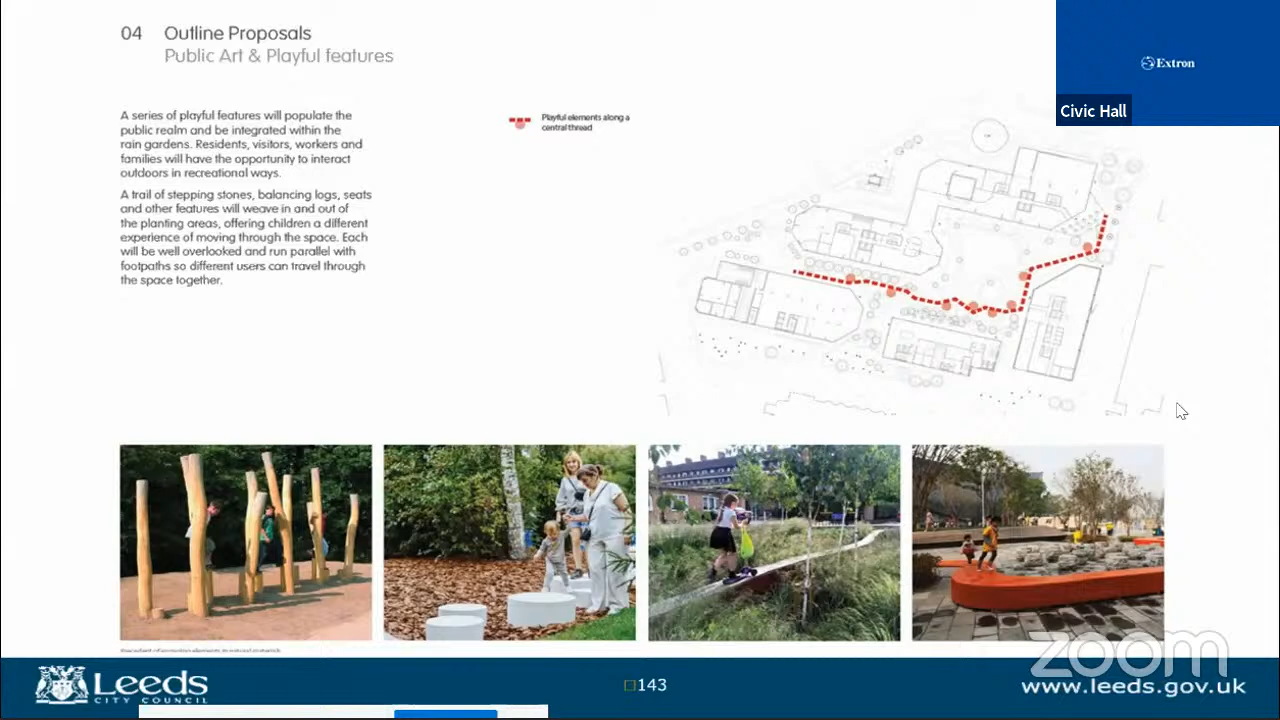 04 Outline Proposals
Public Art & Playful features
Extron
Civic Hall
A series of playful features will populate the
public realm and be integrated within the
rain gardens. Residents, visitors, workers and
families will have the opportunity to interact
outdoors in recreational ways.
A trail of stepping stones, balancing logs, seats
and other features will weave in and out of
the planting areas, offering children a different
experience of moving through the space. Each
will be well overlooked and run parallel with
footpaths so different users can travel through
the space together.
Playful elements along a
central thread
zoom
Leeds
CITY COUNCIL
143
www.leeds.gov.uk